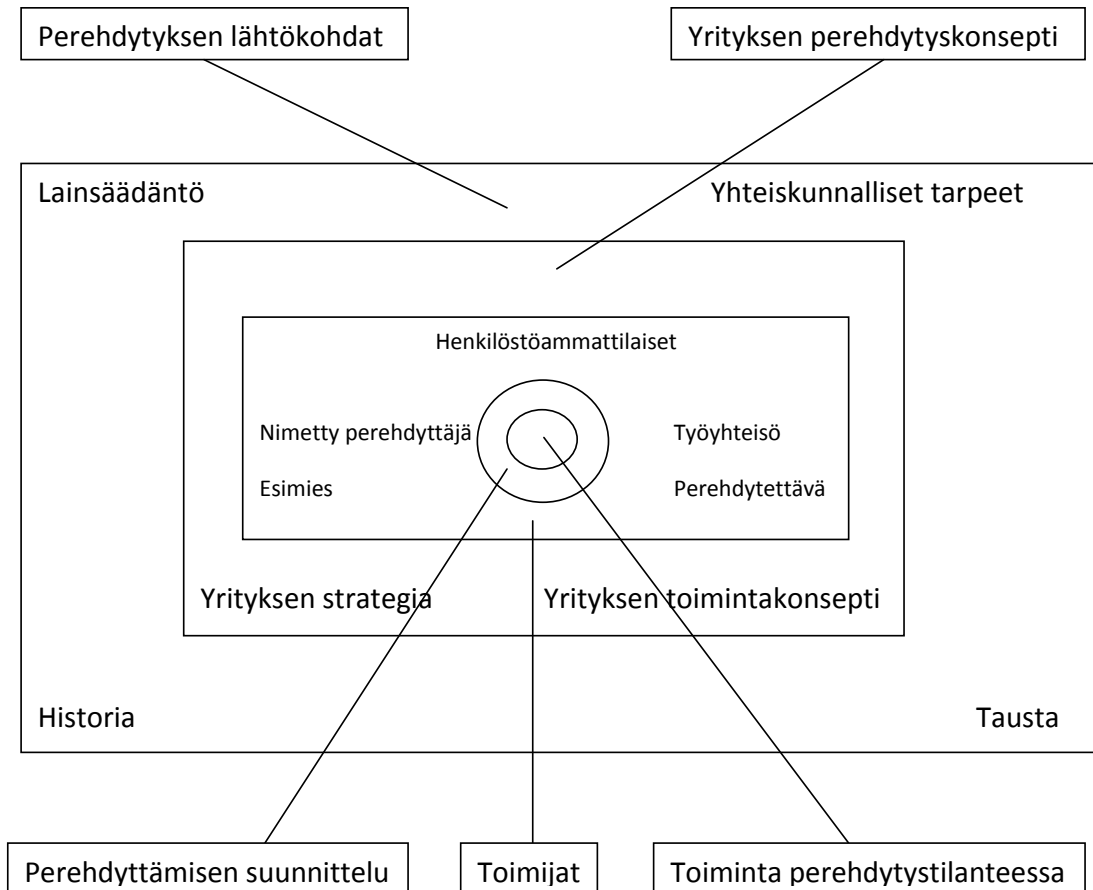 Perehdytyksen lähtökohdat
Yrityksen perehdytyskonsepti
Lainsäädäntö
Yhteiskunnalliset tarpeet
Henkilöstöammattilaiset
Nimetty perehdyttäjä
Työyhteisö
Esimies
Perehdytettävä
Yrityksen strategia
Yrityksen toimintakonsepti
Historia
Tausta
Perehdyttämisen suunnittelu
Toimijat
Toiminta perehdytystilanteessa